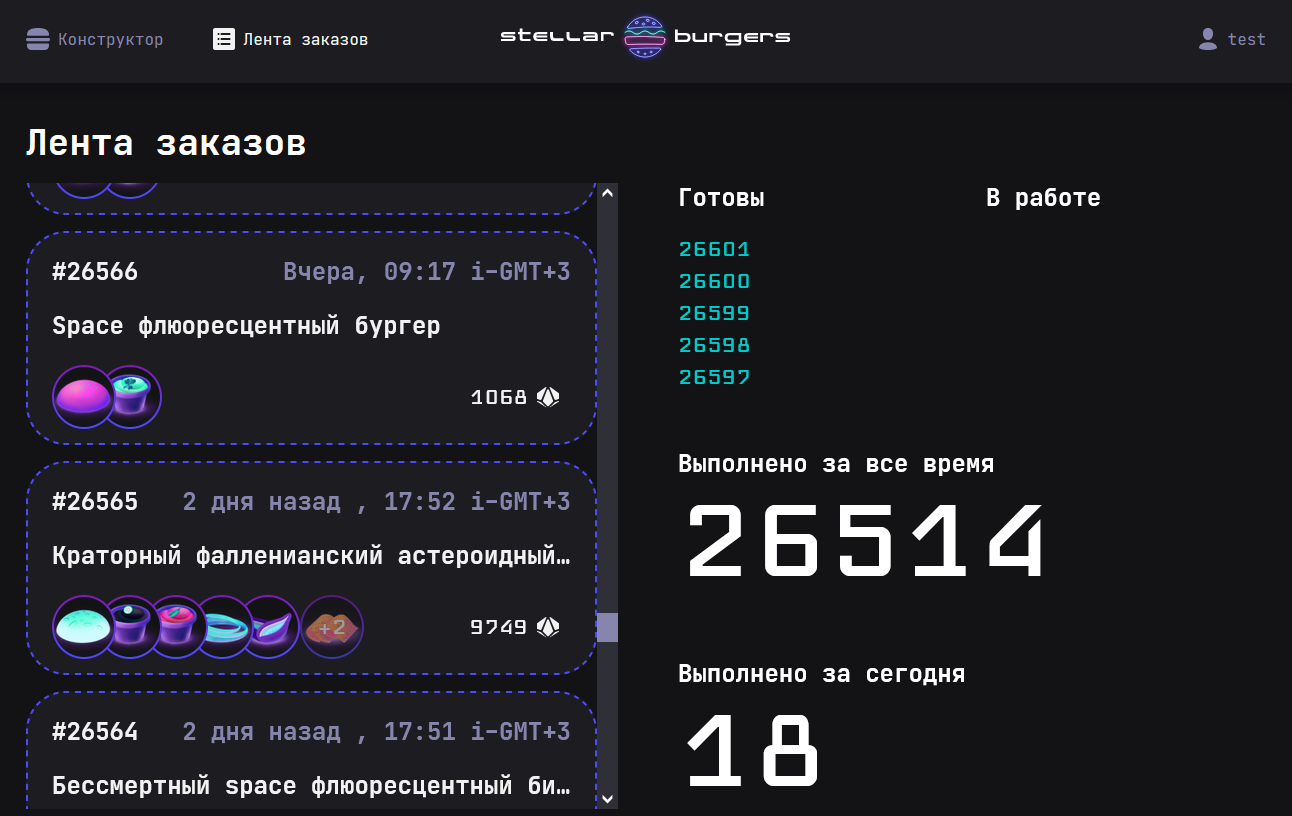 Конструктор
Лента заказов
stellar burgers
test
Лента заказов
#26566 Вчера, 09:17 i-GMT+3
Space флюоресцентный бургер
1068
#26565 2 дня назад , 17:52 i-GMT+3
Краторный фалленианский астероидный…
+2
9749
#26564 2 дня назад , 17:51 i-GMT+3
Бессмертный space флюоресцентный би…
Готовы
26601
26600
26599
26598
26597
В работе
Выполнено за все время
26514
Выполнено за сегодня
18